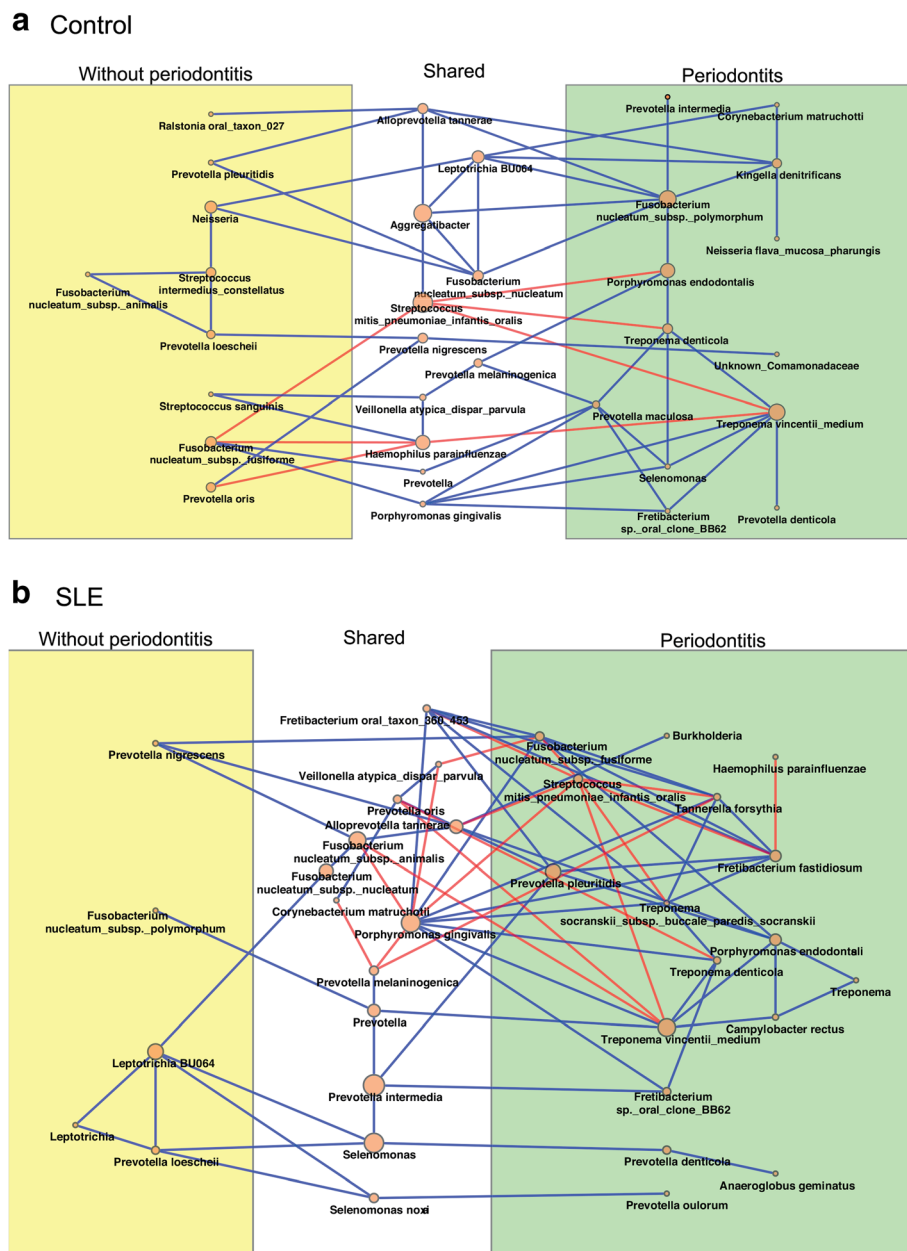 a Control
Without periodontitis
Shared
Periodontits
Ralstonia oral_taxon_027
Prevotella pleuritidis
Neisseria
Streptococcus
intermedius_constellatus
Fusobacterium
nucleatum_subsp._animalis
Prevotella loescheii
Streptococcus sanguinis
Fusobacterium
nucleatum_subsp._fusiforme
Prevotella oris
Alloprevotella tannerae
Leptotrichia BU064
Aggregatibacter
Fusobacterium
nucleatum_subsp._nucleatum
Streptococcus
mitis_pneumoniae_infantis_oralis
Prevotella nigrescens
Prevotella melaninogenica
Veillonella atypica_dispar_parvula
Haemophilus parainfluenzae
Prevotella
Porphyromonas gingivalis
Prevotella intermedia
Corynebacterium matruchotti
Kingella denitrificans
Fusobacterium
nucleatum_subsp._polymorphum
Neisseria flava_mucosa_pharungis
Porphyromonas endodontalis
Treponema denticola
Unknown_Comamonadaceae
Prevotella maculosa
Treponema vincentii_medium
Selenomonas
Fretibacterium
sp._oral_clone_BB62
Prevotella denticola
b SLE
Without periodontitis
Shared
Periodontitis
Prevotella nigrescens
Fusobacterium
nucleatum_subsp._polymorphum
Leptotrichia BU064
Leptotrichia
Prevotella loescheii
Fretibacterium oral_taxon_360_453
Veillonella atypica_dispar_parvula
Prevotella oris
Alloprevotella tannerae
Fusobacterium
nucleatum_subsp._animalis
Fusobacterium
nucleatum_subsp._nucleatum
Corynebacterium matruchotii
Porphyromonas gingivalis
Prevotella melaninogenica
Prevotella
Prevotella intermedia
Selenomonas
Selenomonas noxia
Fusobacterium
nucleatum_subsp._fusiforme
Burkholderia
Haemophilus parainfluenzae
Streptococcus
mitis_pneumoniae_infantis_oralis
Tannerella forsythia
Fretibacterium fastidiosum
Prevotella pleuritidis
Treponema
socranskii_subsp._buccale_paredis_socranskii
Porphyromonas endodontali
Treponema denticola
Treponema
Campylobacter rectus
Treponema vincentii_medium
Fretibacterium
sp._oral_clone_BB62
Prevotella denticola
Anaeroglobus geminatus
Prevotella oulorum